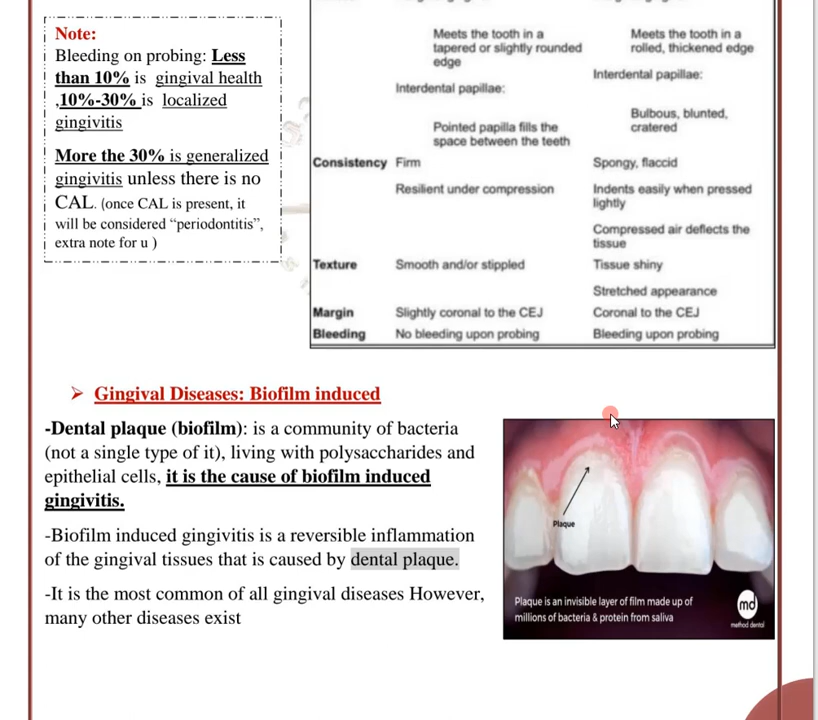 Note:
Bleeding on probing: Less
than 10% is gingival health
,10%-30% is localized
gingivitis
More the 30% is generalized
gingivitis unless there is no
CAL. (once CAL is present, it
will be considered “periodontitis”,
extra note for u )
Meets the tooth in a
tapered or slightly rounded
edge
Meets the tooth in a
rolled, thickened edge
Interdental papillae:
Interdental papillae:
Pointed papilla fills the
space between the teeth
Bulbous, blunted,
cratered
Consistency Firm Spongy, flaccid
Resilient under compression
Indents easily when pressed
lightly
Compressed air deflects the
tissue
Texture Smooth and/or stippled Tissue shiny
Stretched appearance
Margin Slightly coronal to the CEJ Coronal to the CEJ
Bleeding No bleeding upon probing Bleeding upon probing
➢ Gingival Diseases: Biofilm induced
-Dental plaque (biofilm): is a community of bacteria
(not a single type of it), living with polysaccharides and
epithelial cells, it is the cause of biofilm induced
gingivitis.
-Biofilm induced gingivitis is a reversible inflammation
of the gingival tissues that is caused by dental plaque.
-It is the most common of all gingival diseases However,
many other diseases exist
Plaque
Plaque is an invisible layer of film made up of
millions of bacteria & protein from saliva
md
method dental